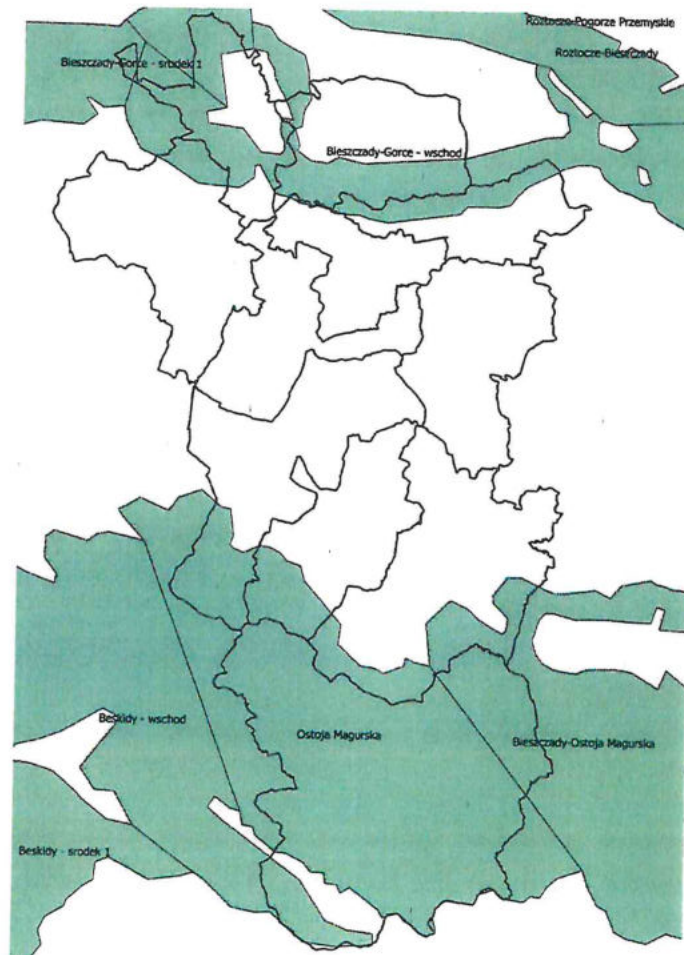 Roztocze-Pogorze Przemyskie
Roztocze-Bieszczady
Bieszczady-Gorce - srodek 1
Bieszczady-Gorce - wschod
Beskidy - wschod
Ostoja Magurska
Bieszczady-Ostoja Magurska
Beskidy - srodek 1